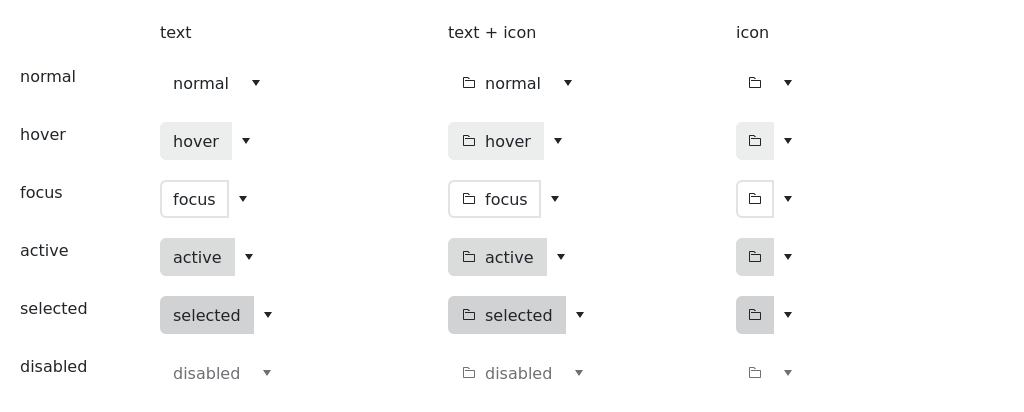 text text + icon icon
normal normal normal
hover hover hover
focus focus focus
active active active
selected selected selected
disabled disabled disabled